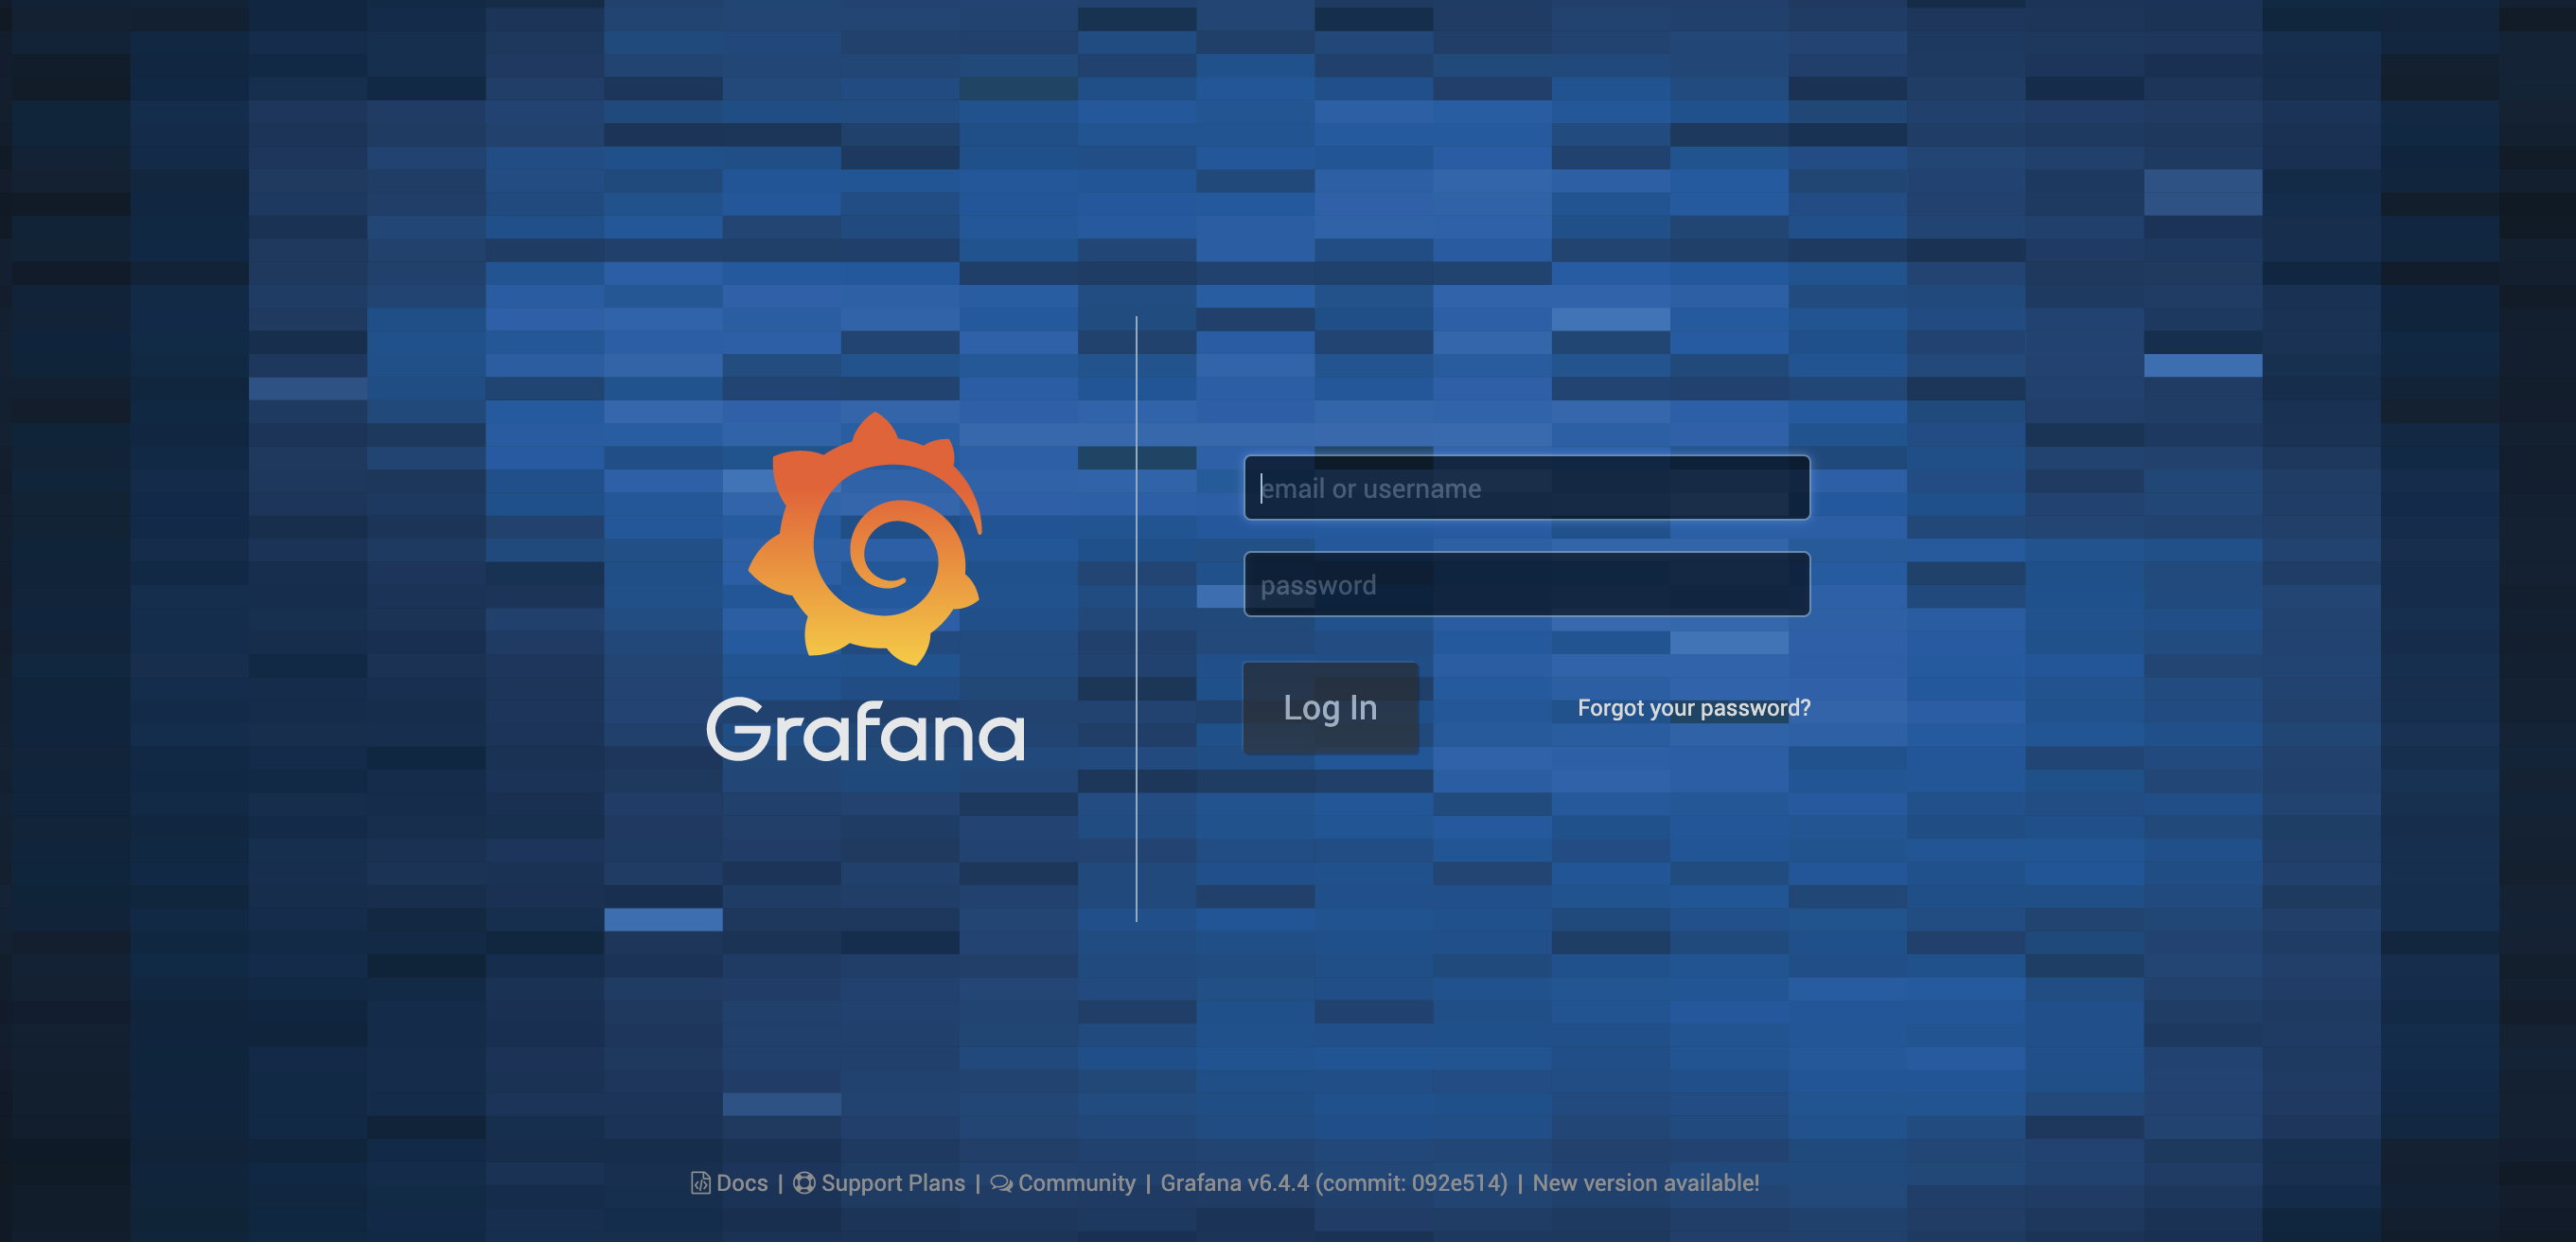 Grafana
email or username
password
Log In
Forgot your password?
Docs | Support Plans | Community | Grafana v6.4.4 (commit: 092e514) | New version available!